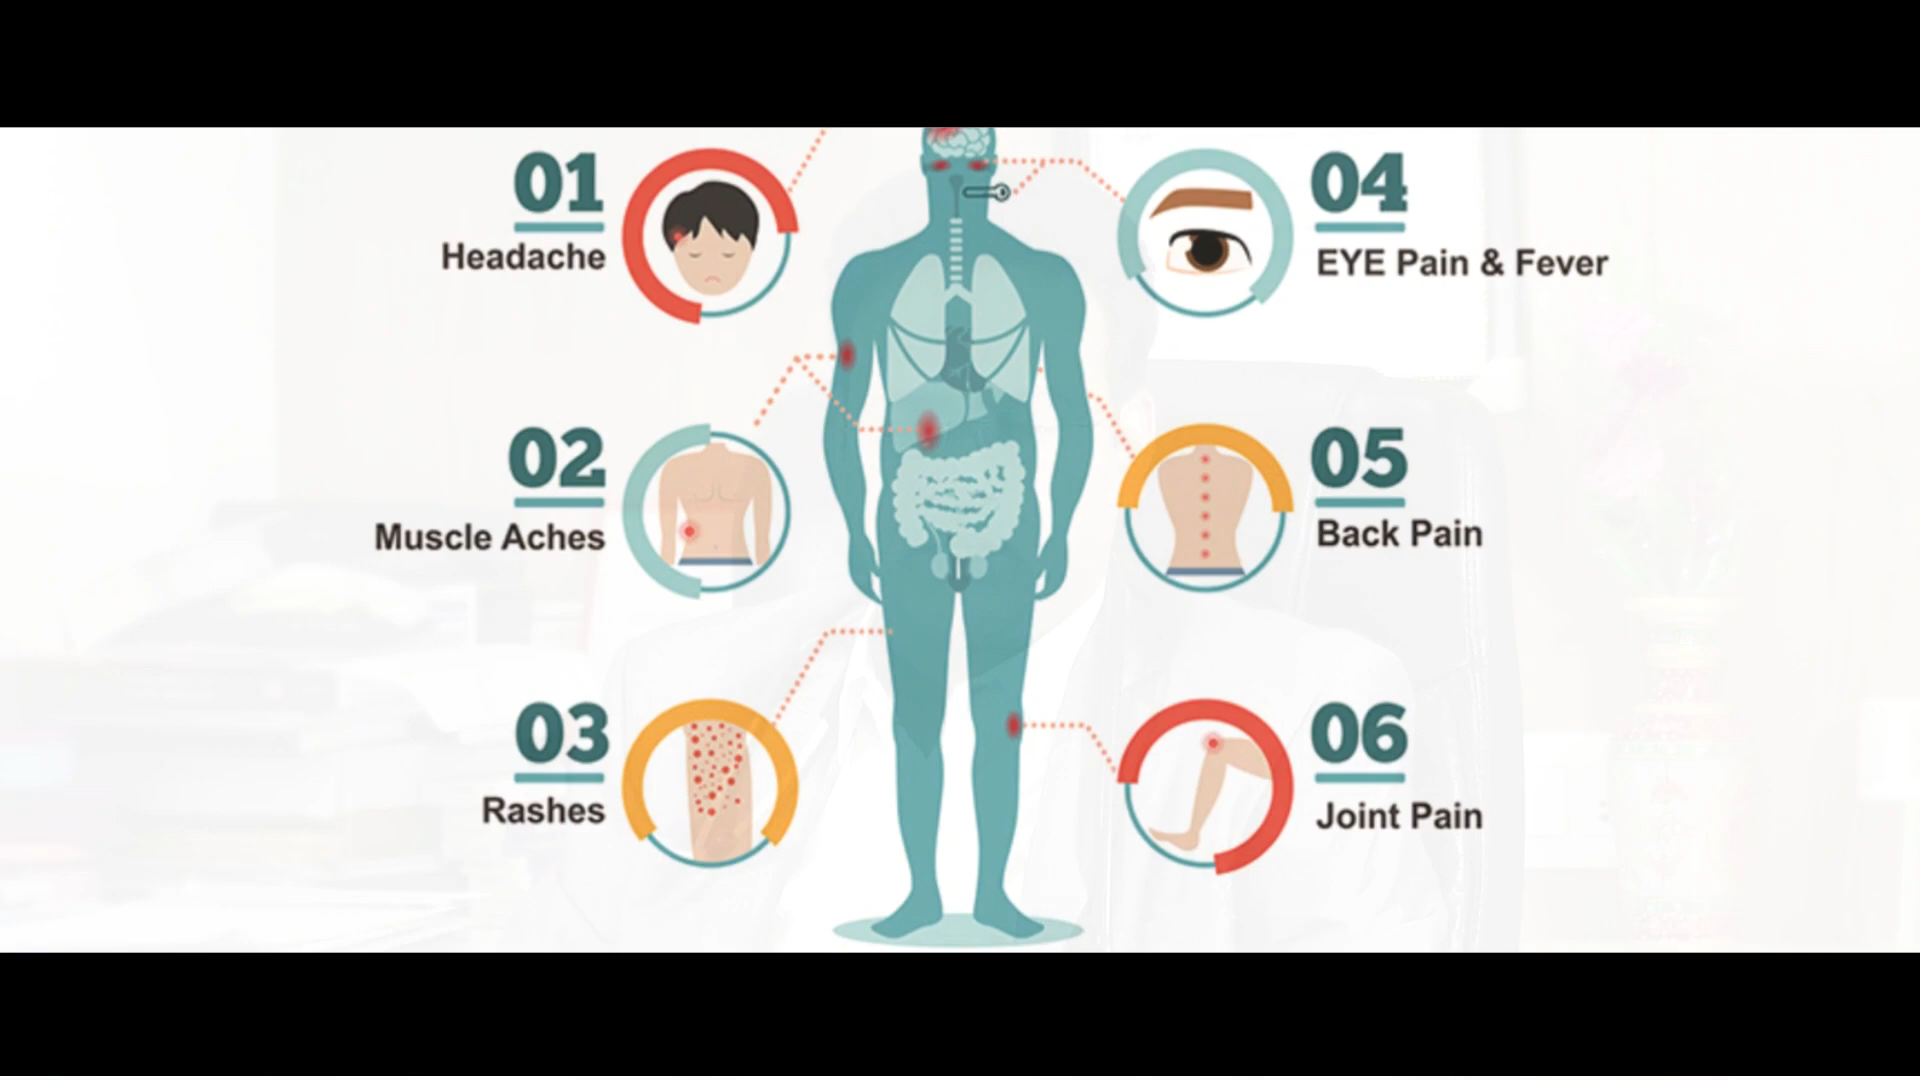 01
Headache
02
Muscle Aches
03
Rashes
04
EYE Pain & Fever
05
Back Pain
06
Joint Pain